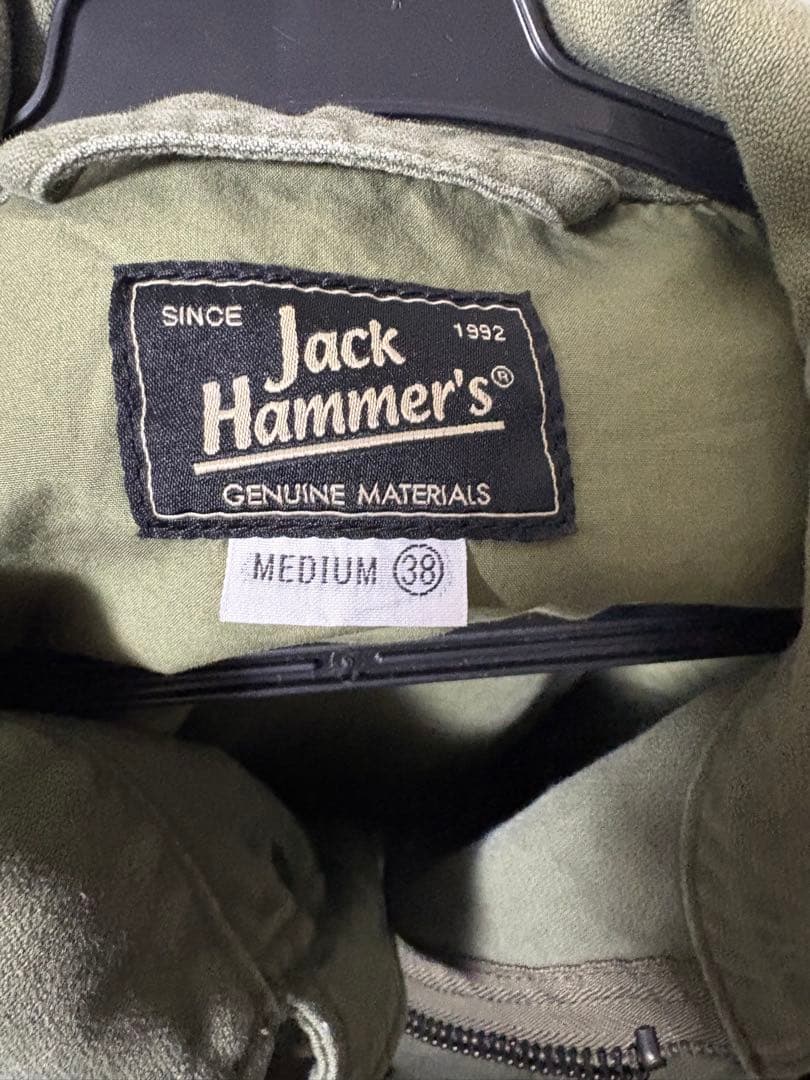 SINCE 1992
Jack
Hammer's®
GENUINE MATERIALS
MEDIUM 38